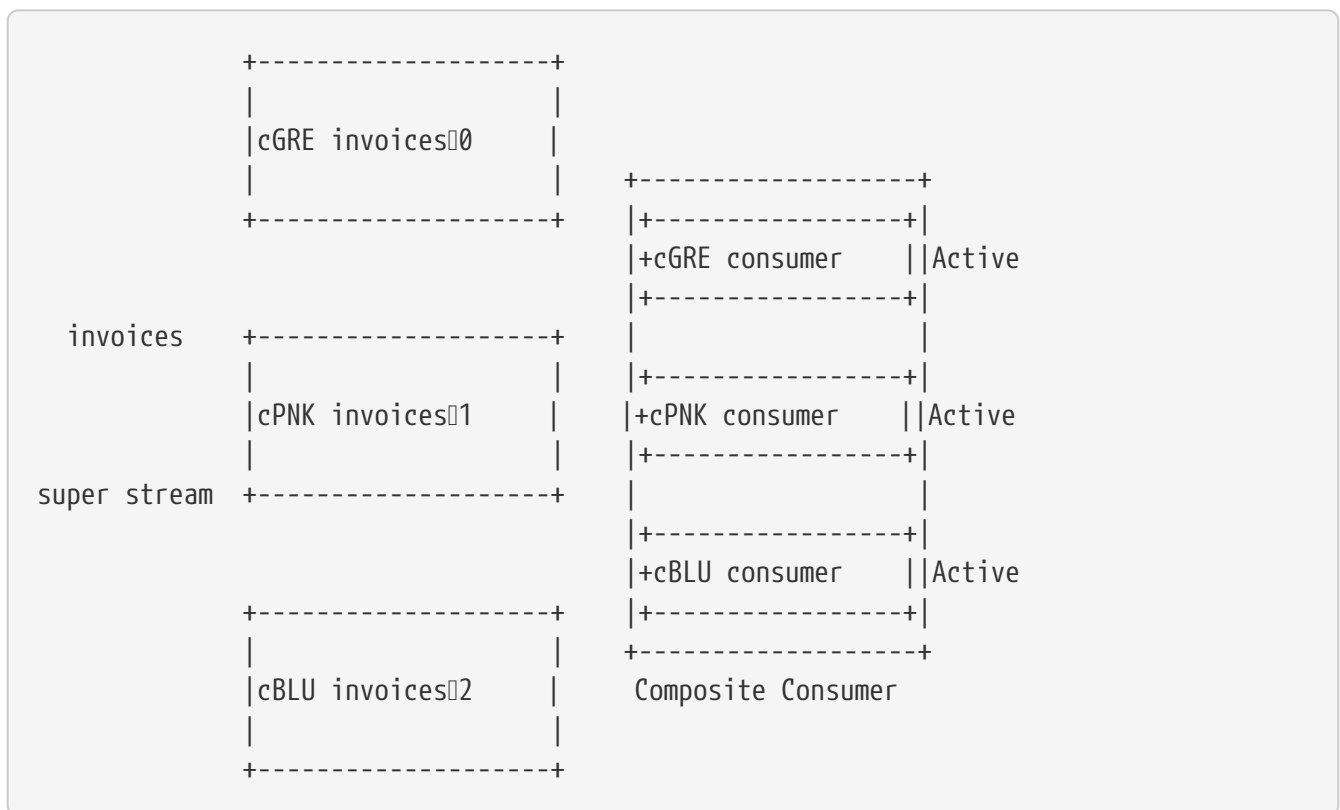 +--------------------+
| |
|cGRE invoices▯0 |
| | +-------------------+
+--------------------+ |+-----------------+|
|+cGRE consumer ||Active
|+-----------------+|
invoices +--------------------+ | |
| | |+-----------------+|
|cPNK invoices▯1 | |+cPNK consumer ||Active
| | |+-----------------+|
super stream +--------------------+ | |
|+-----------------+|
|+cBLU consumer ||Active
+--------------------+ |+-----------------+|
| | +-------------------+
|cBLU invoices▯2 | Composite Consumer
| |
+--------------------+